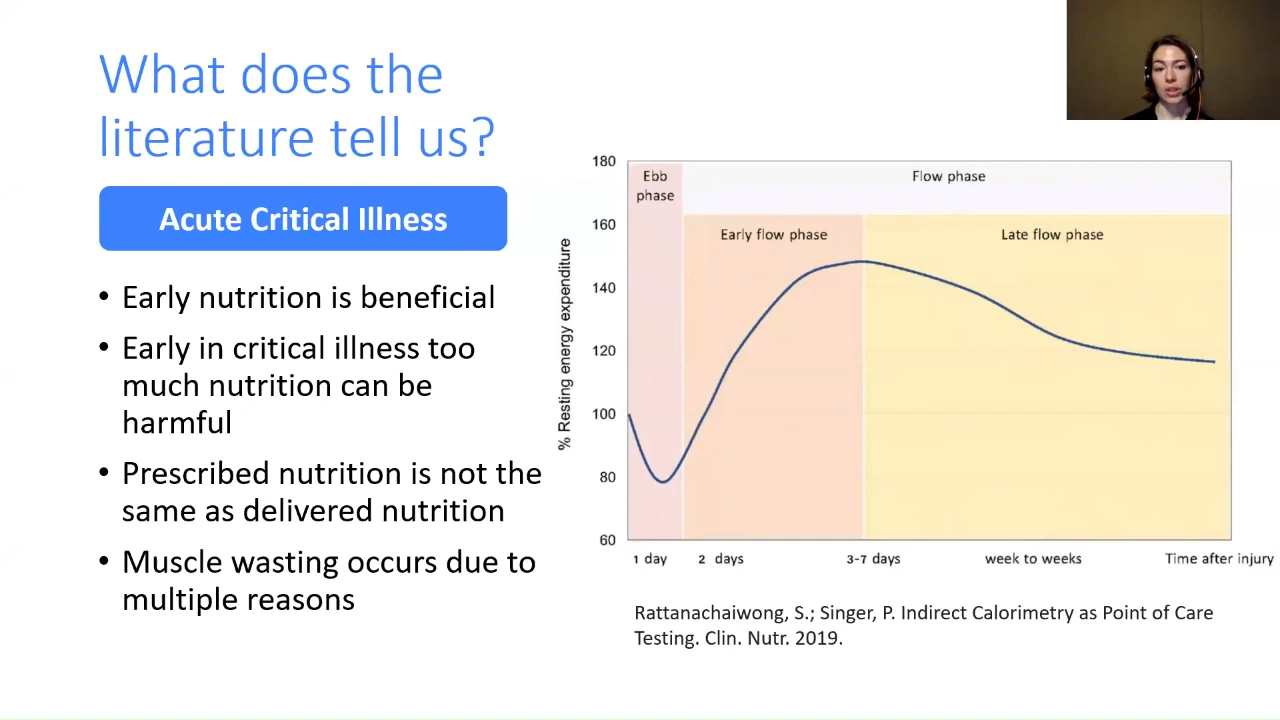 What does the
literature tell us?
Acute Critical Illness
• Early nutrition is beneficial
• Early in critical illness too
much nutrition can be
harmful
• Prescribed nutrition is not the
same as delivered nutrition
• Muscle wasting occurs due to
multiple reasons
% Resting energy expenditure
180
160
140
120
100
80
60
Ebb
phase
Flow phase
Early flow phase
Late flow phase
1 day
2 days
3-7 days
week to weeks
Time after injury
Rattanachaiwong, S.; Singer, P. Indirect Calorimetry as Point of Care
Testing. Clin. Nutr. 2019.